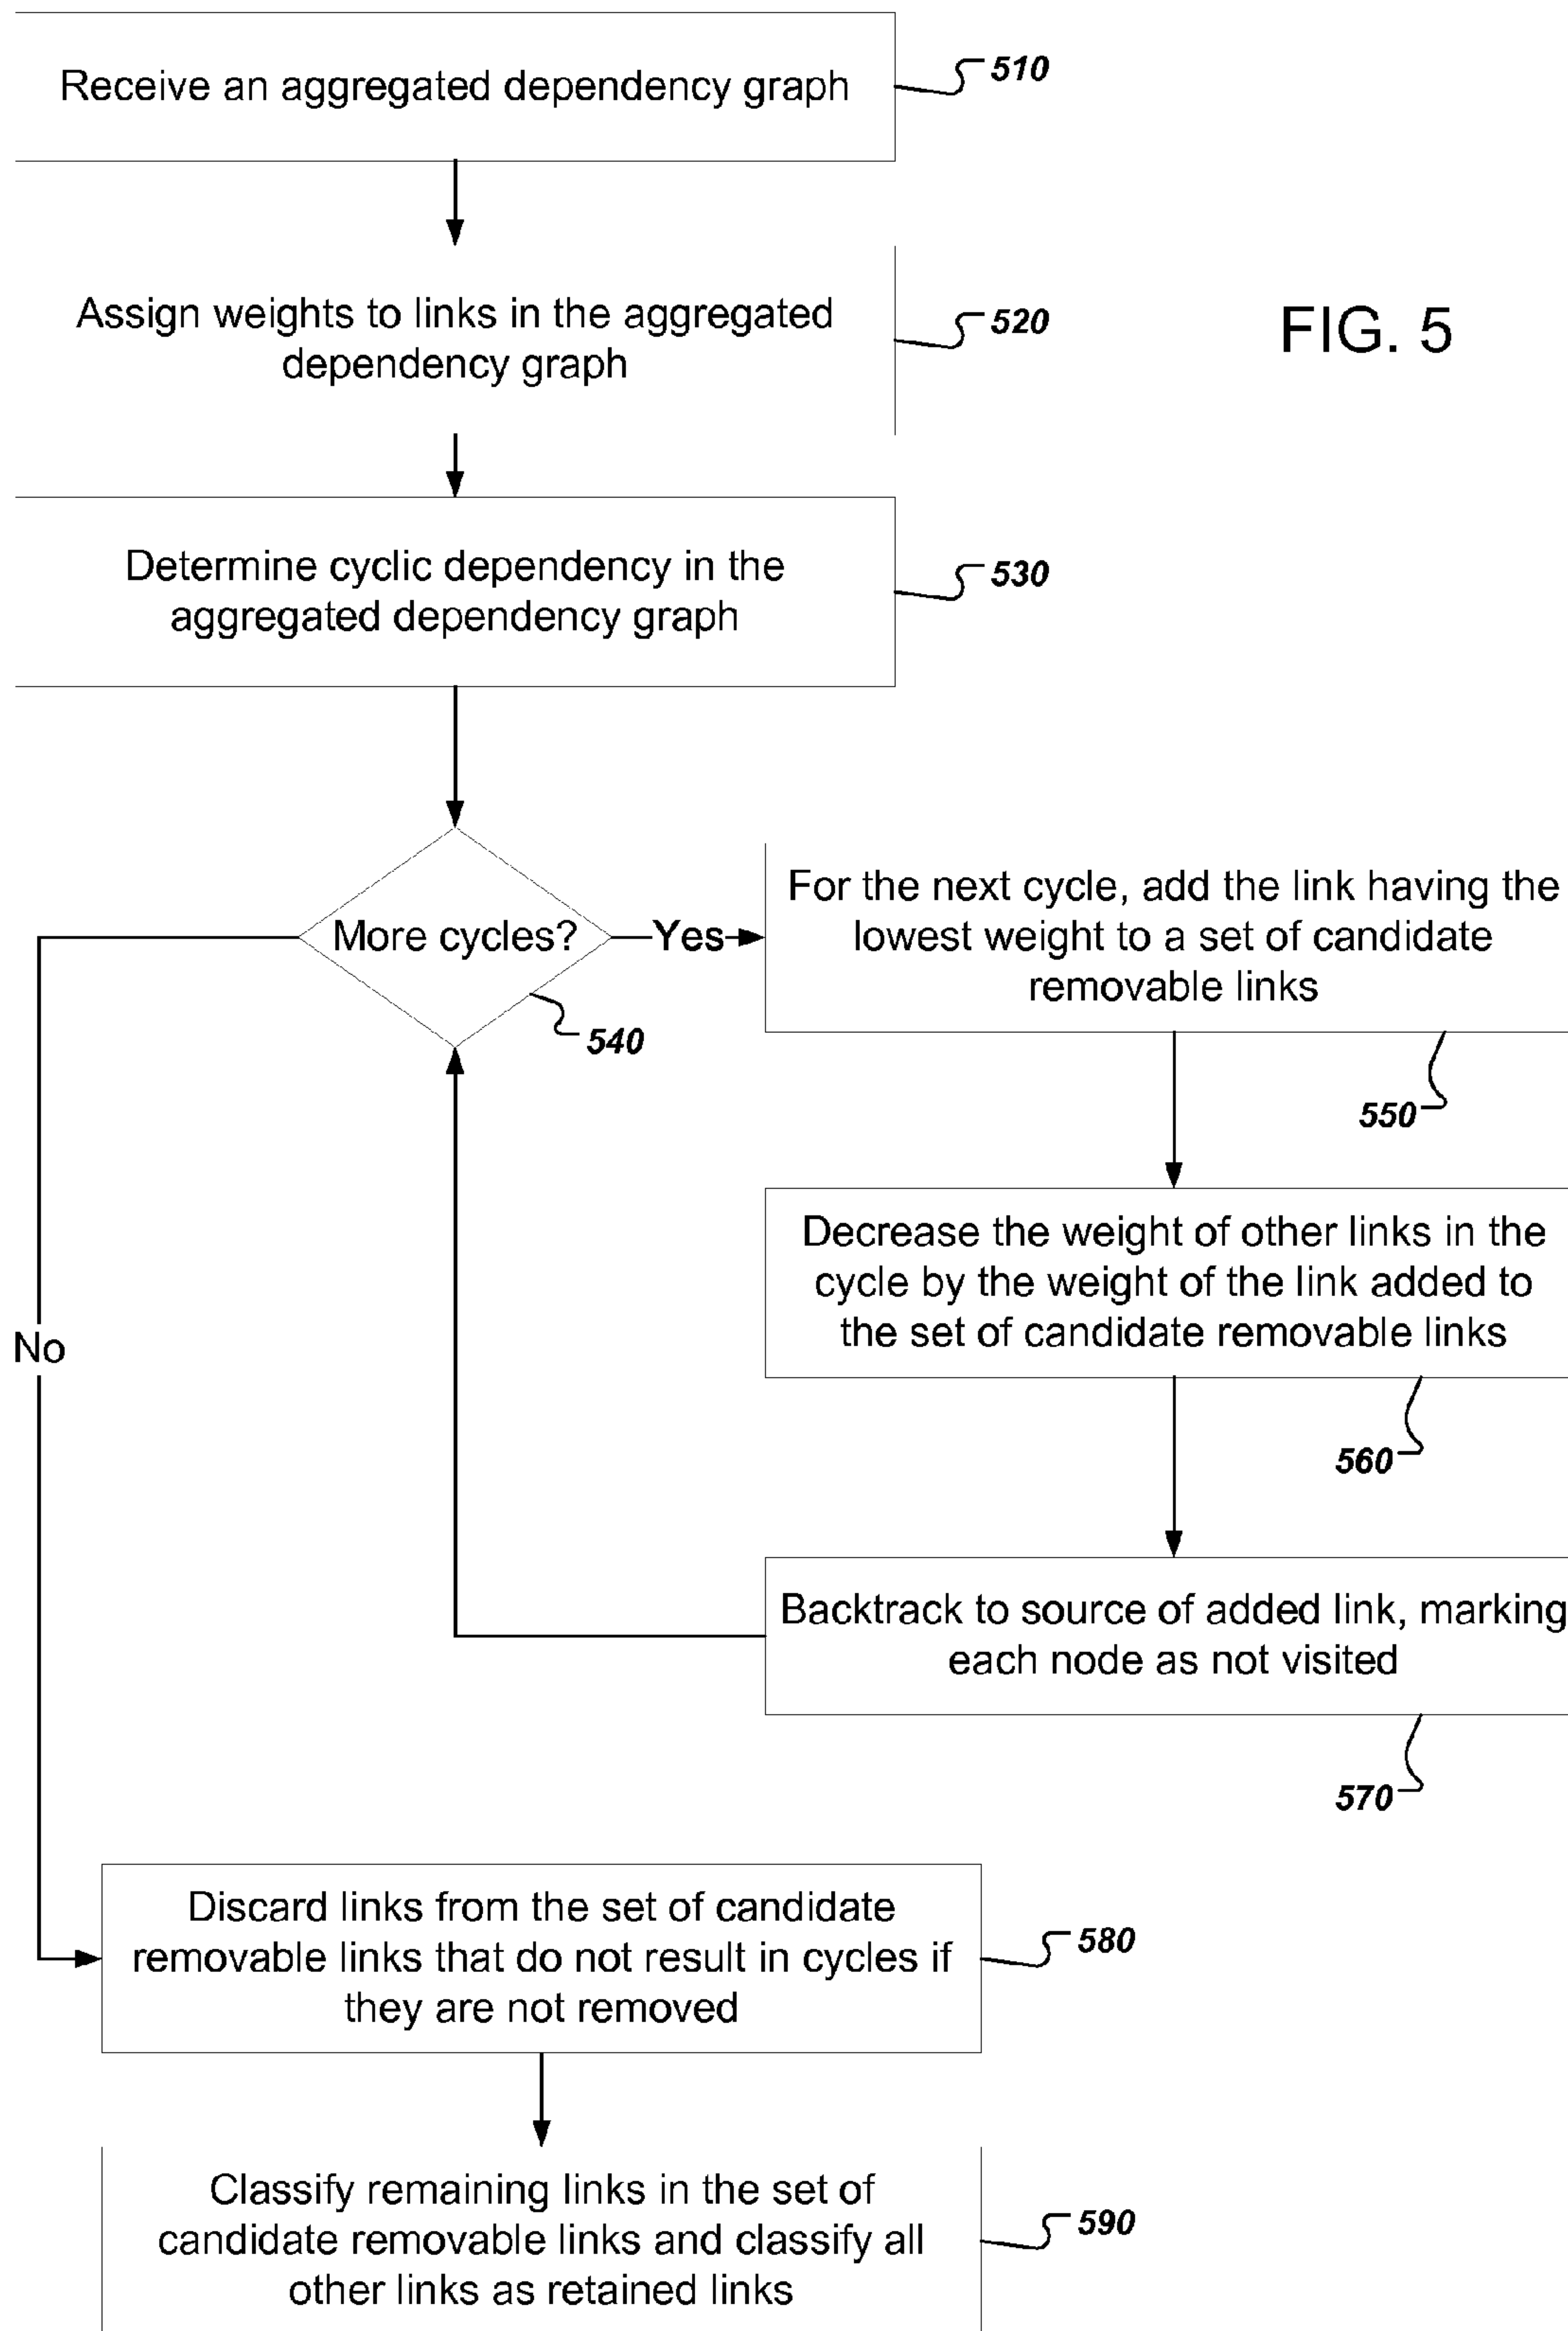 Receive an aggregated dependency graph
510
Assign weights to links in the aggregated
dependency graph
520
FIG. 5
Determine cyclic dependency in the
aggregated dependency graph
530
More cycles?
Yes
540
For the next cycle, add the link having the
lowest weight to a set of candidate
removable links
550
Decrease the weight of other links in the
cycle by the weight of the link added to
the set of candidate removable links
560
No
Backtrack to source of added link, marking
each node as not visited
570
Discard links from the set of candidate
removable links that do not result in cycles if
they are not removed
580
Classify remaining links in the set of
candidate removable links and classify all
other links as retained links
590